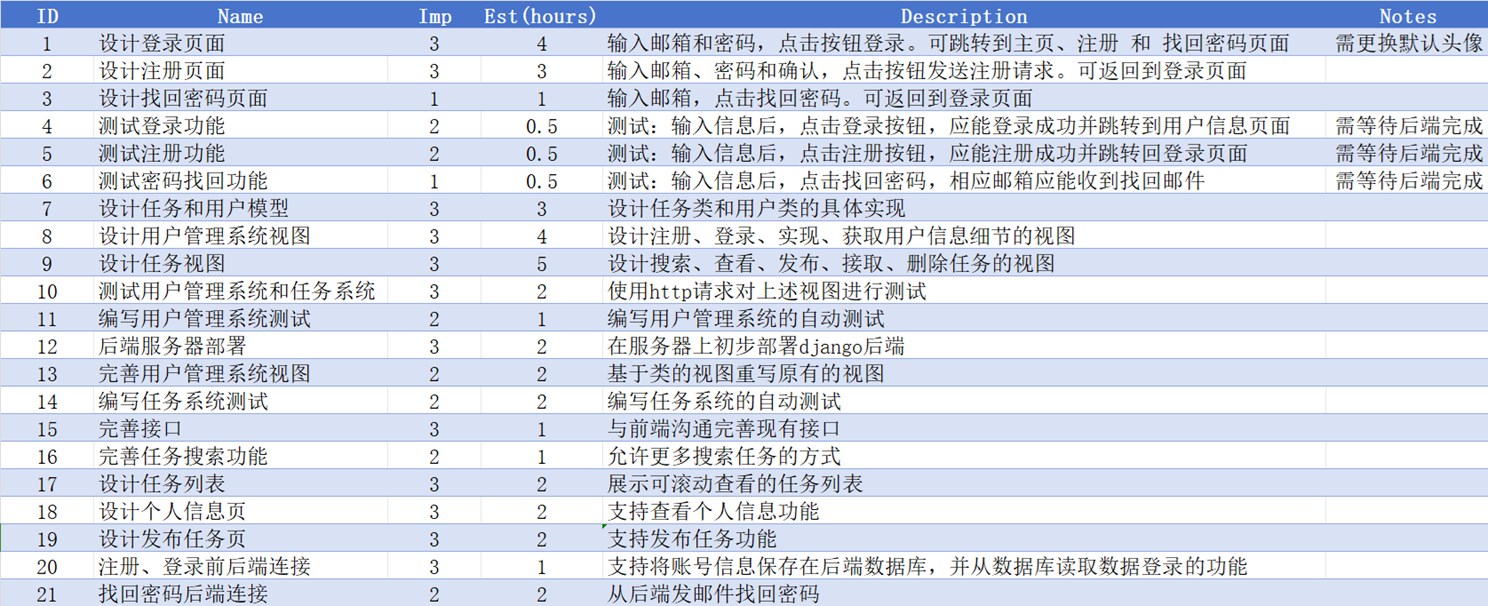 ID Name Imp Est(hours) Description Notes
1 设计登录页面 3 4 输入邮箱和密码，点击按钮登录。可跳转到主页、注册 和 找回密码页面 需更换默认头像
2 设计注册页面 3 3 输入邮箱、密码和确认，点击按钮发送注册请求。可返回到登录页面
3 设计找回密码页面 1 1 输入邮箱，点击找回密码。可返回到登录页面
4 测试登录功能 2 0.5 测试：输入信息后，点击登录按钮，应能登录成功并跳转到用户信息页面 需等待后端完成
5 测试注册功能 2 0.5 测试：输入信息后，点击注册按钮，应能注册成功并跳转回登录页面 需等待后端完成
6 测试密码找回功能 1 0.5 测试：输入信息后，点击找回密码，相应邮箱应能收到找回邮件 需等待后端完成
7 设计任务和用户模型 3 3 设计任务类和用户类的具体实现
8 设计用户管理系统视图 3 4 设计注册、登录、实现、获取用户信息细节的视图
9 设计任务视图 3 5 设计搜索、查看、发布、接取、删除任务的视图
10 测试用户管理系统和任务系统 3 2 使用http请求对上述视图进行测试
11 编写用户管理系统测试 2 1 编写用户管理系统的自动测试
12 后端服务器部署 3 2 在服务器上初步部署django后端
13 完善用户管理系统视图 2 2 基于类的视图重写原有的视图
14 编写任务系统测试 2 2 编写任务系统的自动测试
15 完善接口 3 1 与前端沟通完善现有接口
16 完善任务搜索功能 2 1 允许更多搜索任务的方式
17 设计任务列表 3 2 展示可滚动查看的任务列表
18 设计个人信息页 3 2 支持查看个人信息功能
19 设计发布任务页 3 2 支持发布任务功能
20 注册、登录前后端连接 3 1 支持将账号信息保存在后端数据库，并从数据库读取数据登录的功能
21 找回密码后端连接 2 2 从后端发邮件找回密码